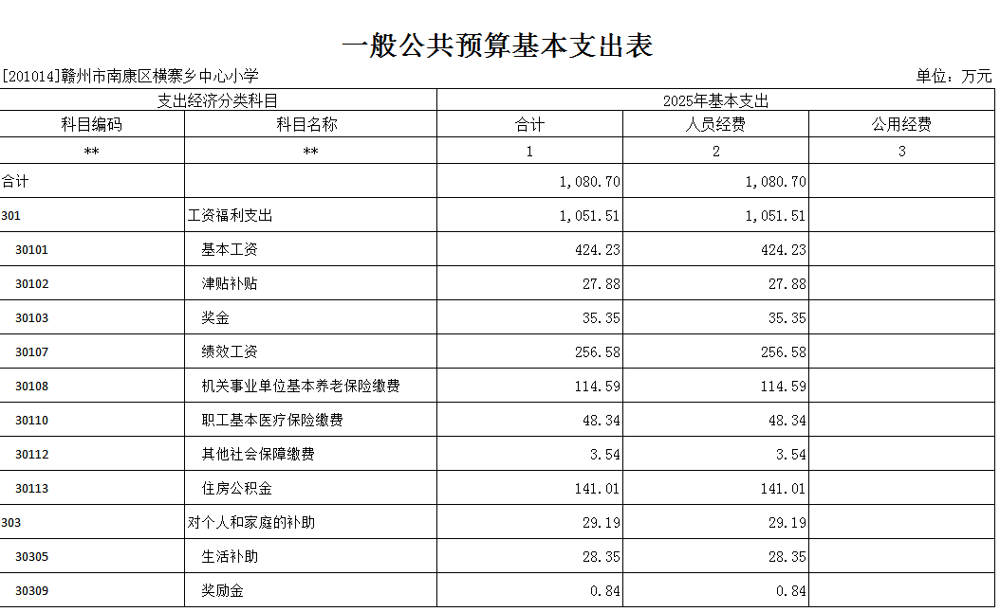 一般公共预算基本支出表
[201014]赣州市南康区横寨乡中心小学 单位：万元
支出经济分类科目 2025年基本支出
科目编码 科目名称 合计 人员经费 公用经费
** ** 1 2 3
合计 1,080.70 1,080.70
301 工资福利支出 1,051.51 1,051.51
30101 基本工资 424.23 424.23
30102 津贴补贴 27.88 27.88
30103 奖金 35.35 35.35
30107 绩效工资 256.58 256.58
30108 机关事业单位基本养老保险缴费 114.59 114.59
30110 职工基本医疗保险缴费 48.34 48.34
30112 其他社会保障缴费 3.54 3.54
30113 住房公积金 141.01 141.01
303 对个人和家庭的补助 29.19 29.19
30305 生活补助 28.35 28.35
30309 奖励金 0.84 0.84